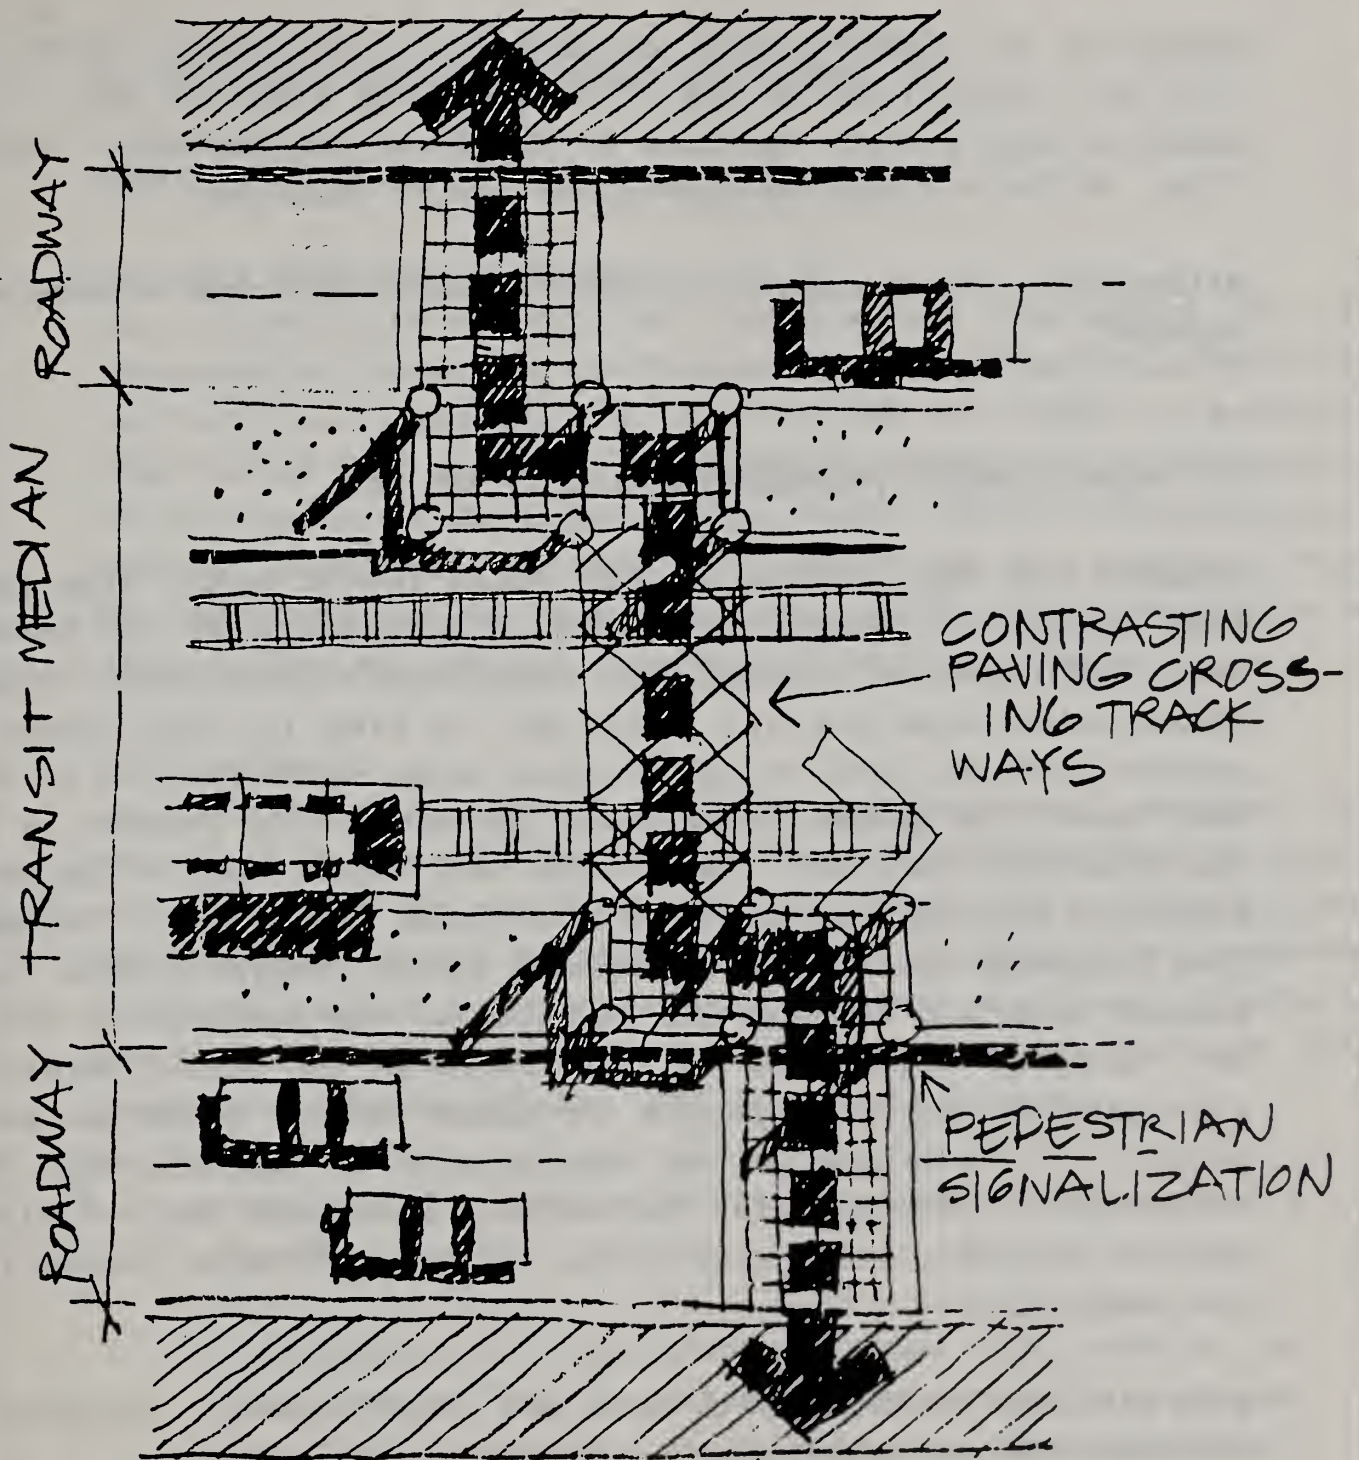 ROADWAY
TRANSIT MEDIAN
ROADWAY
CONTRASTING
PAVING CROSS-
ING TRACK
WAYS
PEDESTRIAN
SIGNALIZATION